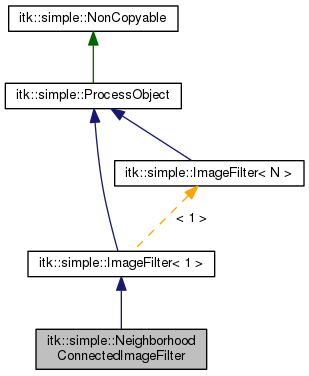 itk::simple::NonCopyable
itk::simple::ProcessObject
itk::simple::ImageFilter< N >
< 1 >
itk::simple::ImageFilter< 1 >
itk::simple::Neighborhood
ConnectedImageFilter